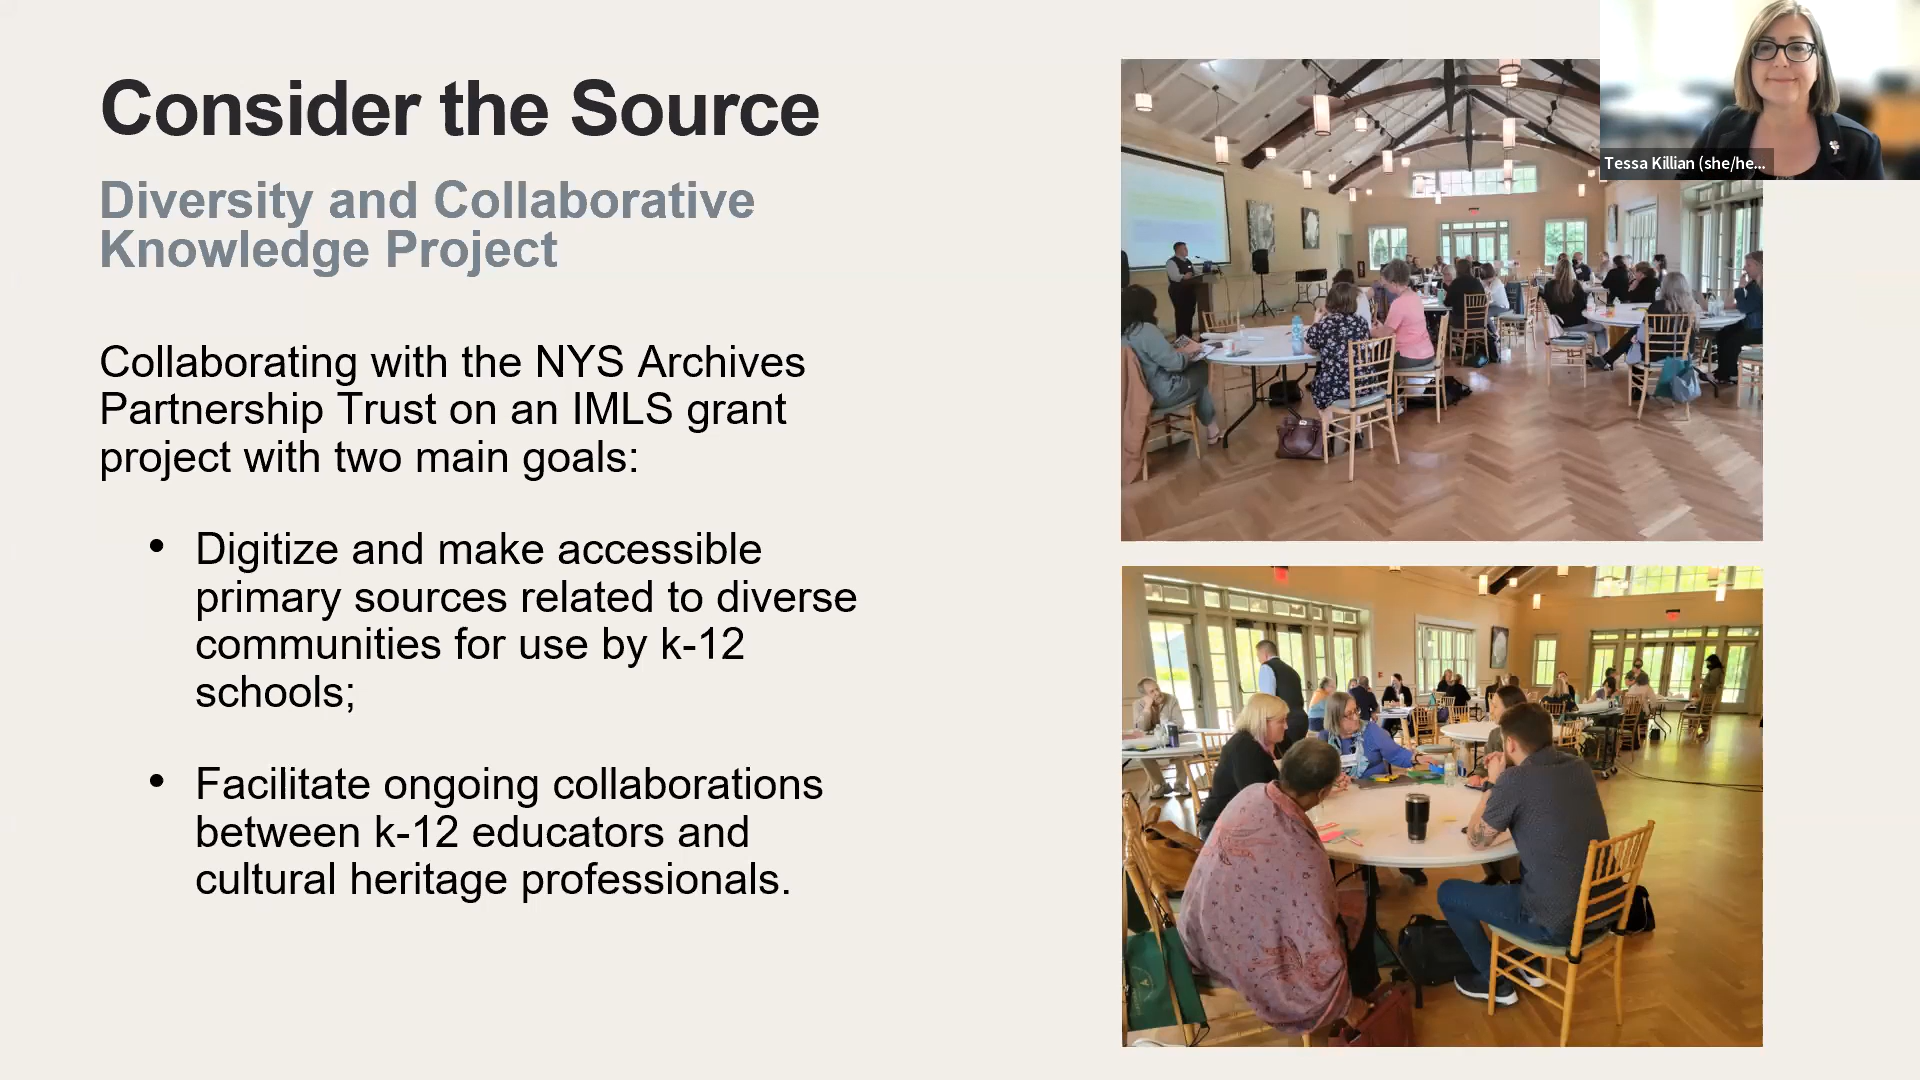 Consider the Source
Diversity and Collaborative
Knowledge Project
Collaborating with the NYS Archives
Partnership Trust on an IMLS grant
project with two main goals:
• Digitize and make accessible
primary sources related to diverse
communities for use by k-12
schools;
• Facilitate ongoing collaborations
between k-12 educators and
cultural heritage professionals.
Tessa Killian (she/he...